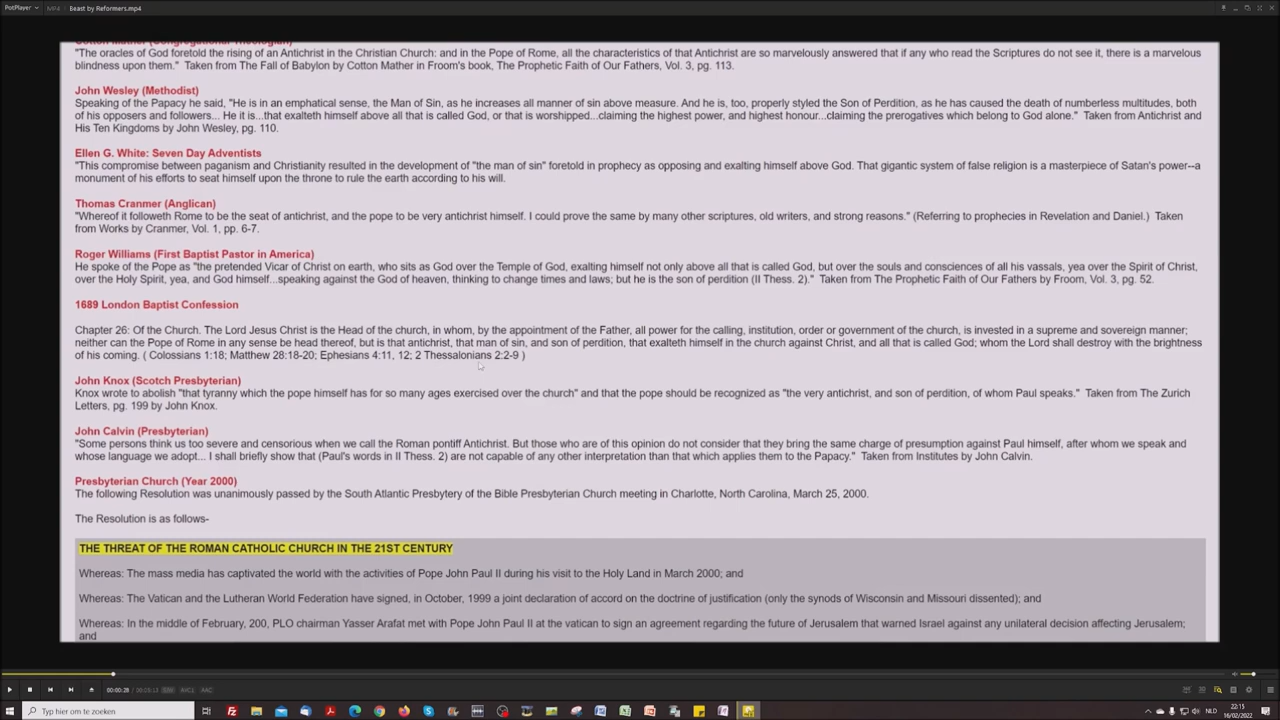 PotPlayer
MP4
Beast by Reformers.mp4
Cotton Mather (Congregational Theologian)
"The oracles of God foretold the rising of an Antichrist in the Christian Church: and in the Pope of Rome, all the characteristics of that Antichrist are so marvelously answered that if any who read the Scriptures do not see it, there is a marvelous
blindness upon them."  Taken from The Fall of Babylon by Cotton Mather in Froom's book, The Prophetic Faith of Our Fathers, Vol. 3, pg. 113.
John Wesley (Methodist)
Speaking of the Papacy he said, "He is in an emphatical sense, the Man of Sin, as he increases all manner of sin above measure. And he is, too, properly styled the Son of Perdition, as he has caused the death of numberless multitudes, both
of his opposers and followers... He it is...that exalteth himself above all that is called God, or that is worshipped...claiming the highest power, and highest honour...claiming the prerogatives which belong to God alone."  Taken from Antichrist and
His Ten Kingdoms by John Wesley, pg. 110.
Ellen G. White: Seven Day Adventists
"This compromise between paganism and Christianity resulted in the development of "the man of sin" foretold in prophecy as opposing and exalting himself above God. That gigantic system of false religion is a masterpiece of Satan's power--a
monument of his efforts to seat himself upon the throne to rule the earth according to his will.
Thomas Cranmer (Anglican)
"Whereof it followeth Rome to be the seat of antichrist, and the pope to be very antichrist himself. I could prove the same by many other scriptures, old writers, and strong reasons." (Referring to prophecies in Revelation and Daniel.)  Taken
from Works by Cranmer, Vol. 1, pp. 6-7.
Roger Williams (First Baptist Pastor in America)
He spoke of the Pope as "the pretended Vicar of Christ on earth, who sits as God over the Temple of God, exalting himself not only above all that is called God, but over the souls and consciences of all his vassals, yea over the Spirit of Christ,
over the Holy Spirit, yea, and God himself...speaking against the God of heaven, thinking to change times and laws; but he is the son of perdition (II Thess. 2)."  Taken from The Prophetic Faith of Our Fathers by Froom, Vol. 3, pg. 52.
1689 London Baptist Confession
Chapter 26: Of the Church. The Lord Jesus Christ is the Head of the church, in whom, by the appointment of the Father, all power for the calling, institution, order or government of the church, is invested in a supreme and sovereign manner;
neither can the Pope of Rome in any sense be head thereof, but is that antichrist, that man of sin, and son of perdition, that exalteth himself in the church against Christ, and all that is called God; whom the Lord shall destroy with the brightness
of his coming. ( Colossians 1:18; Matthew 28:18-20; Ephesians 4:11, 12; 2 Thessalonians 2:2-9 )
John Knox (Scotch Presbyterian)
Knox wrote to abolish "that tyranny which the pope himself has for so many ages exercised over the church" and that the pope should be recognized as "the very antichrist, and son of perdition, of whom Paul speaks."  Taken from The Zurich
Letters, pg. 199 by John Knox.
John Calvin (Presbyterian)
"Some persons think us too severe and censorious when we call the Roman pontiff Antichrist. But those who are of this opinion do not consider that they bring the same charge of presumption against Paul himself, after whom we speak and
whose language we adopt... I shall briefly show that (Paul's words in II Thess. 2) are not capable of any other interpretation than that which applies them to the Papacy."  Taken from Institutes by John Calvin.
Presbyterian Church (Year 2000)
The following Resolution was unanimously passed by the South Atlantic Presbytery of the Bible Presbyterian Church meeting in Charlotte, North Carolina, March 25, 2000.
The Resolution is as follows-
THE THREAT OF THE ROMAN CATHOLIC CHURCH IN THE 21ST CENTURY
Whereas: The mass media has captivated the world with the activities of Pope John Paul II during his visit to the Holy Land in March 2000; and
Whereas: The Vatican and the Lutheran World Federation have signed, in October, 1999 a joint declaration of accord on the doctrine of justification (only the synods of Wisconsin and Missouri dissented); and
Whereas: In the middle of February, 200, PLO chairman Yasser Arafat met with Pope John Paul II at the vatican to sign an agreement regarding the future of Jerusalem that warned Israel against any unilateral decision affecting Jerusalem;
and
00:00:28
AAC
Typ hier om te zoeken
NLD
22:15
16/02/2022